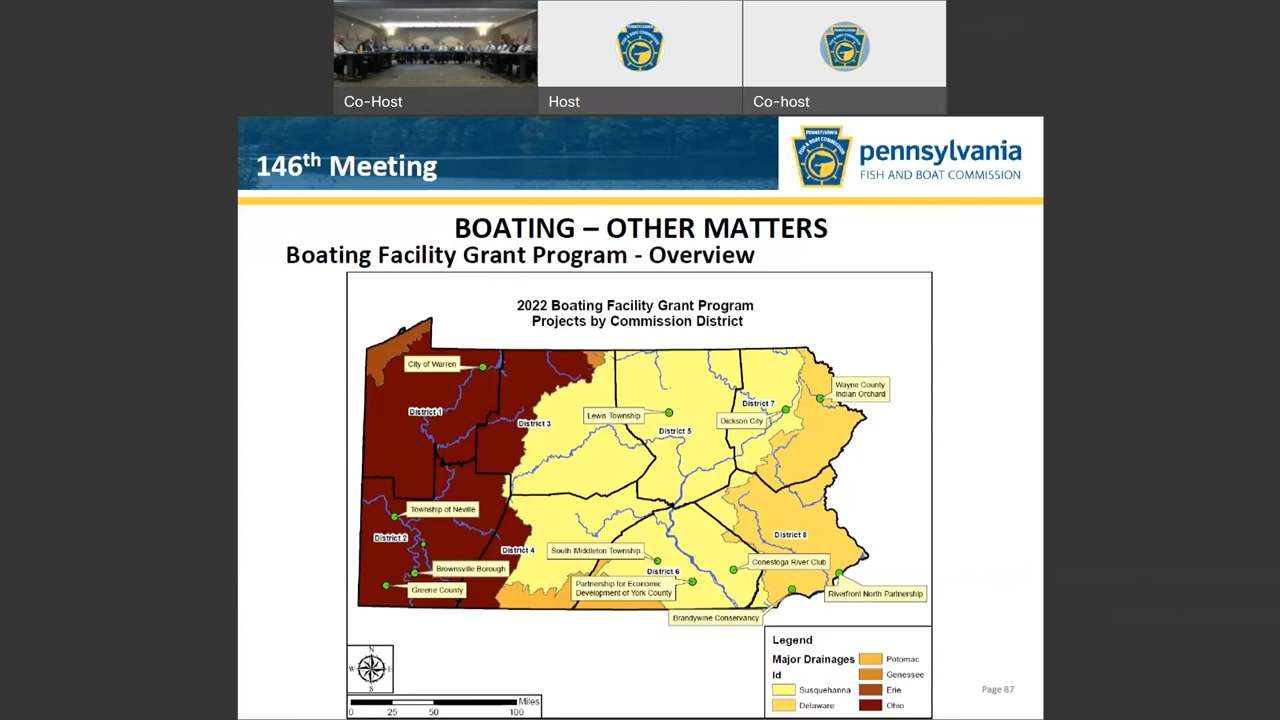 Co-Host
Host
Co-host
146th Meeting
PENNSYLVANIA
FISH & BOAT COMMISSION
pennsylvania
FISH AND BOAT COMMISSION
BOATING – OTHER MATTERS
Boating Facility Grant Program - Overview
2022 Boating Facility Grant Program
Projects by Commission District
City of Warren
Wayne County
Indian Orchard
District 1
District 3
Lewis Township
District 5
District 7
Dickson City
Township of Neville
District 2
District 4
South Middleton Township
District 6
District 8
Conestoga River Club
Brownsville Borough
Greene County
Partnership for Economic
Development of York County
Riverfront North Partnership
Brandywine Conservancy
Legend
Major Drainages
Id
Susquehanna
Delaware
Potomac
Genessee
Erie
Ohio
N
W E
S
Miles
0 25 50 100
Page 87